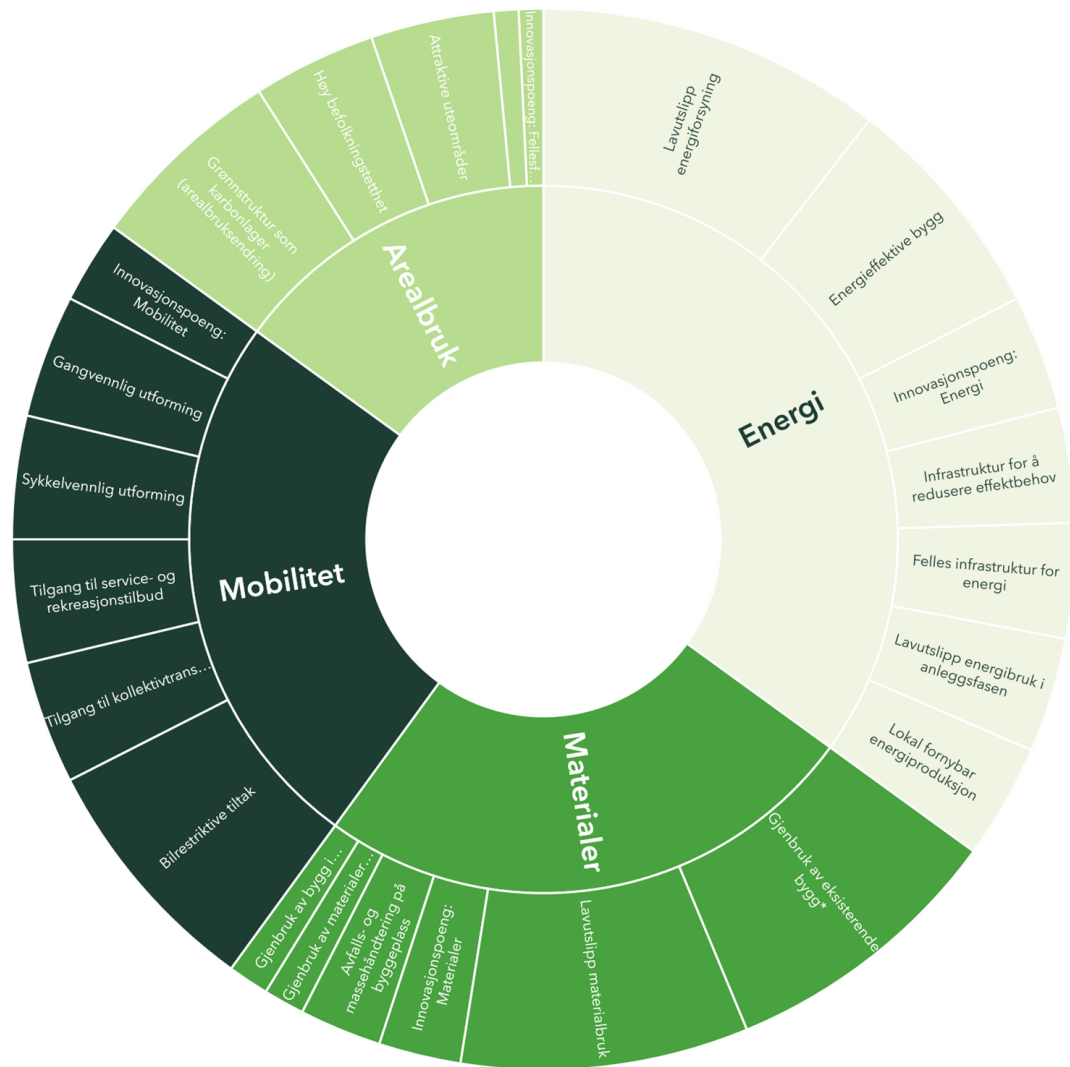 Energi
Lavutslipp
energiforsyning
Energieffektive bygg
Innovasjonspoeng:
Energi
Infrastruktur for å
redusere effektbehov
Felles infrastruktur for
energi
Lavutslipp energibruk i
anleggsfasen
Lokal fornybar
energiproduksjon
Materialer
Gjenbruk av eksisterende
bygg*
Lavutslipp materialbruk
Innovasjonspoeng:
Materialer
Avfalls- og
massehåndtering på
byggeplass
Gjenbruk av materialer...
Gjenbruk av bygg i...
Mobilitet
Bilrestriktive tiltak
Tilgang til kollektivtrans...
Tilgang til service- og
rekreasjonstilbud
Sykkelvennlig utforming
Gangvennlig utforming
Innovasjonspoeng:
Mobilitet
Arealbruk
Grønnstruktur som
karbonlager
(arealbruksendring)
Høy befolkningstetthet
Attraktive uteområder
Innovasjonspoeng: Fellesf...